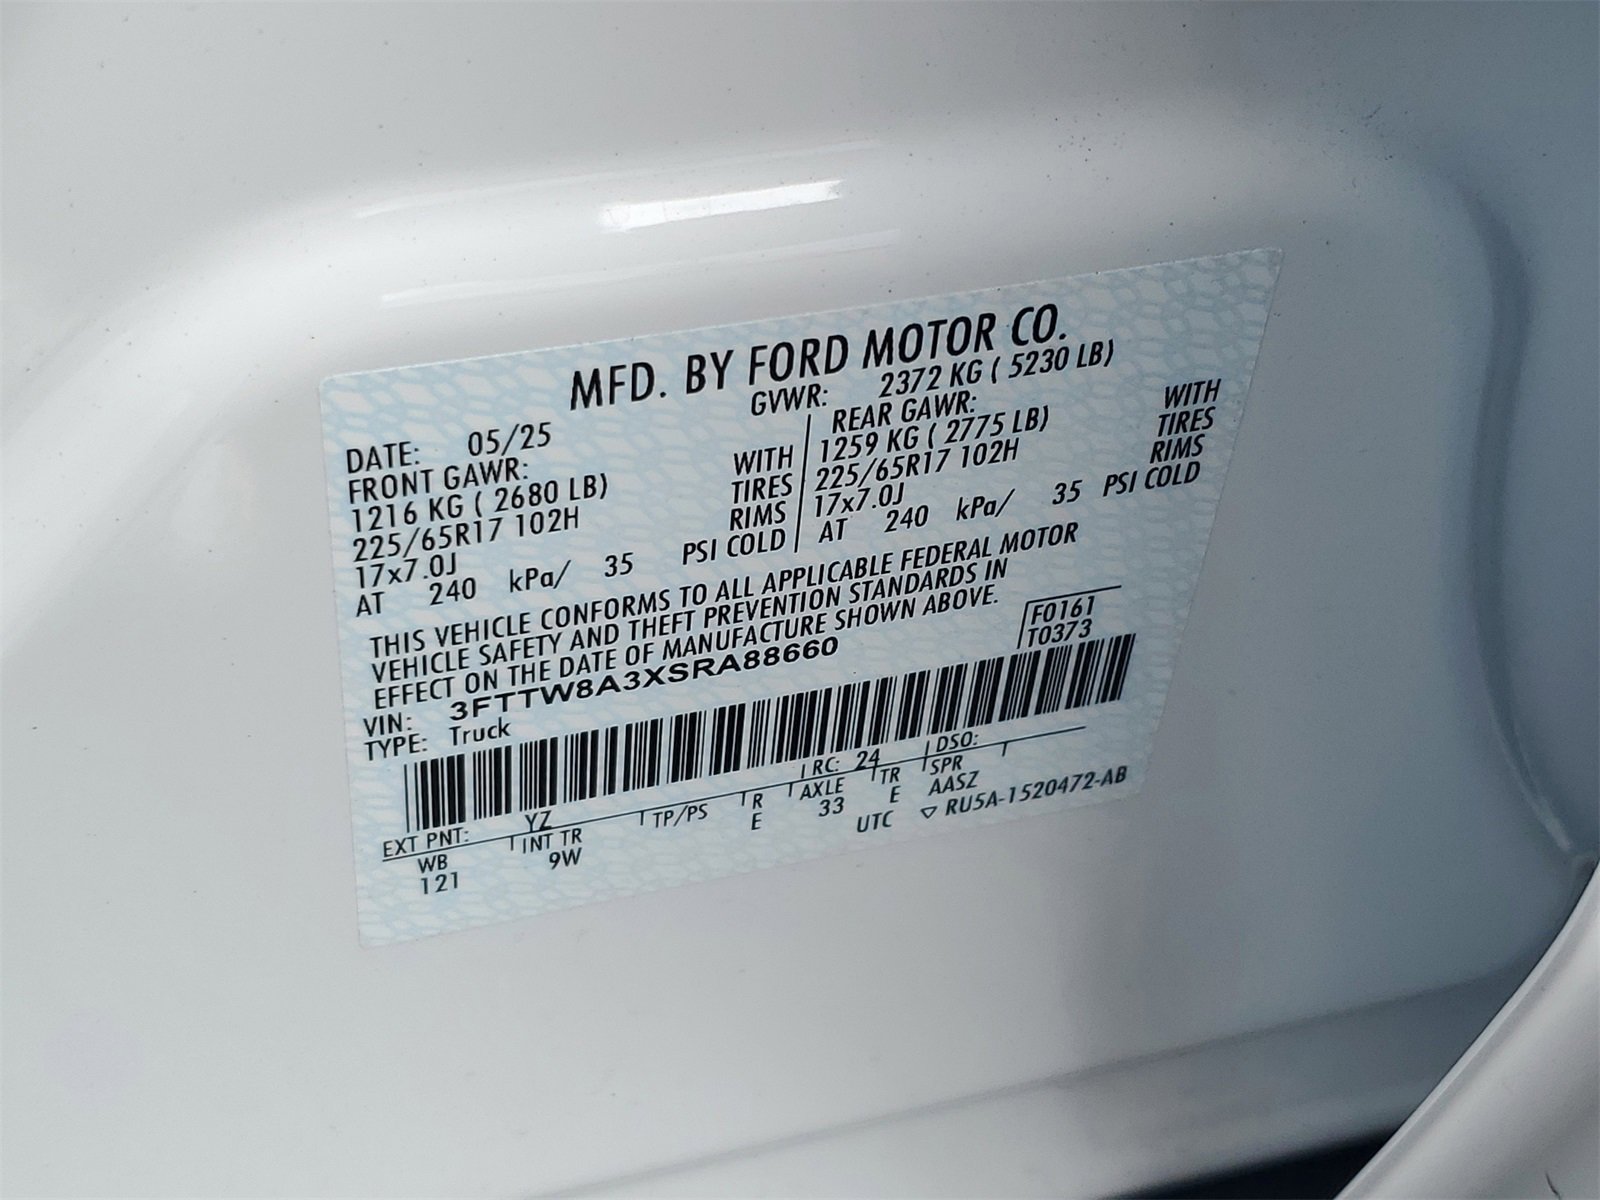 MFD. BY FORD MOTOR CO.
DATE: 05/25 GVWR: 2372 KG ( 5230 LB)
FRONT GAWR: REAR GAWR:
1216 KG ( 2680 LB) WITH 1259 KG ( 2775 LB) WITH
225/65R17 102H TIRES 225/65R17 102H TIRES
17x7.0J RIMS 17x7.0J RIMS
AT 240 kPa/ 35 PSI COLD AT 240 kPa/ 35 PSI COLD
THIS VEHICLE CONFORMS TO ALL APPLICABLE FEDERAL MOTOR
VEHICLE SAFETY AND THEFT PREVENTION STANDARDS IN
EFFECT ON THE DATE OF MANUFACTURE SHOWN ABOVE.
F0161
T0373
VIN: 3FTTW8A3XSRA88660
TYPE: Truck
EXT PNT: YZ RC: 24 DSO:
WB INT TR TP/PS R AXLE TR SPR
121 9W E 33 E AASZ
UTC ▽ RU5A-1520472-AB